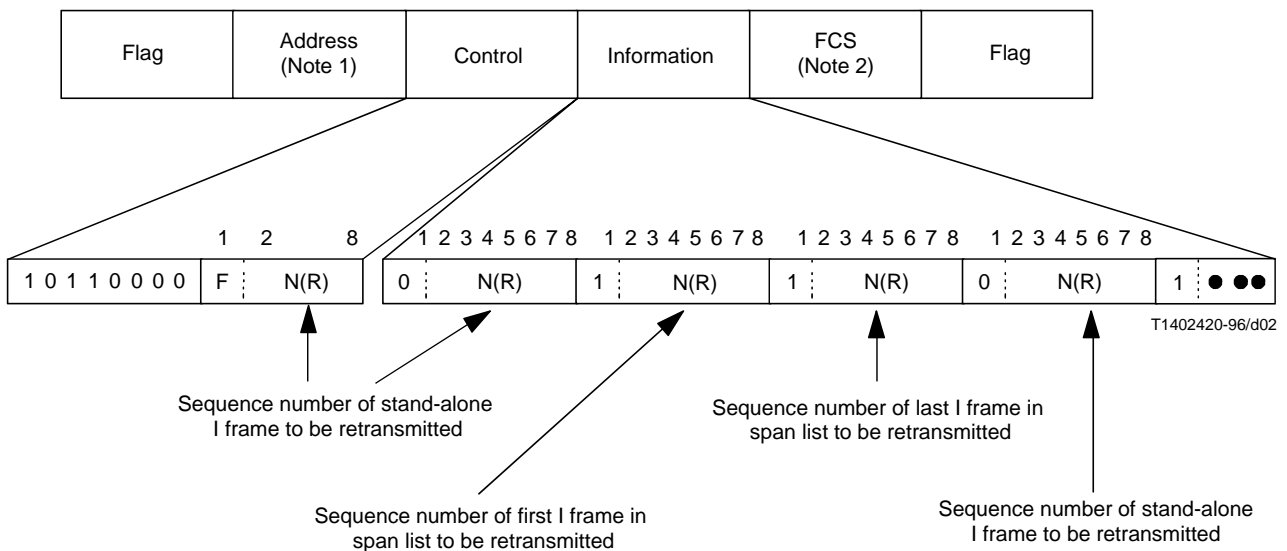 Flag
Address
(Note 1)
Control
Information
FCS
(Note 2)
Flag
1 2 8 1 2 3 4 5 6 7 8 1 2 3 4 5 6 7 8 1 2 3 4 5 6 7 8 1 2 3 4 5 6 7 8
1 0 1 1 0 0 0 0 F N(R) 0 N(R) 1 N(R) 1 N(R) 0 N(R) 1
T1402420-96/d02
Sequence number of stand-alone
I frame to be retransmitted
Sequence number of last I frame in
span list to be retransmitted
Sequence number of first I frame in
span list to be retransmitted
Sequence number of stand-alone
I frame to be retransmitted